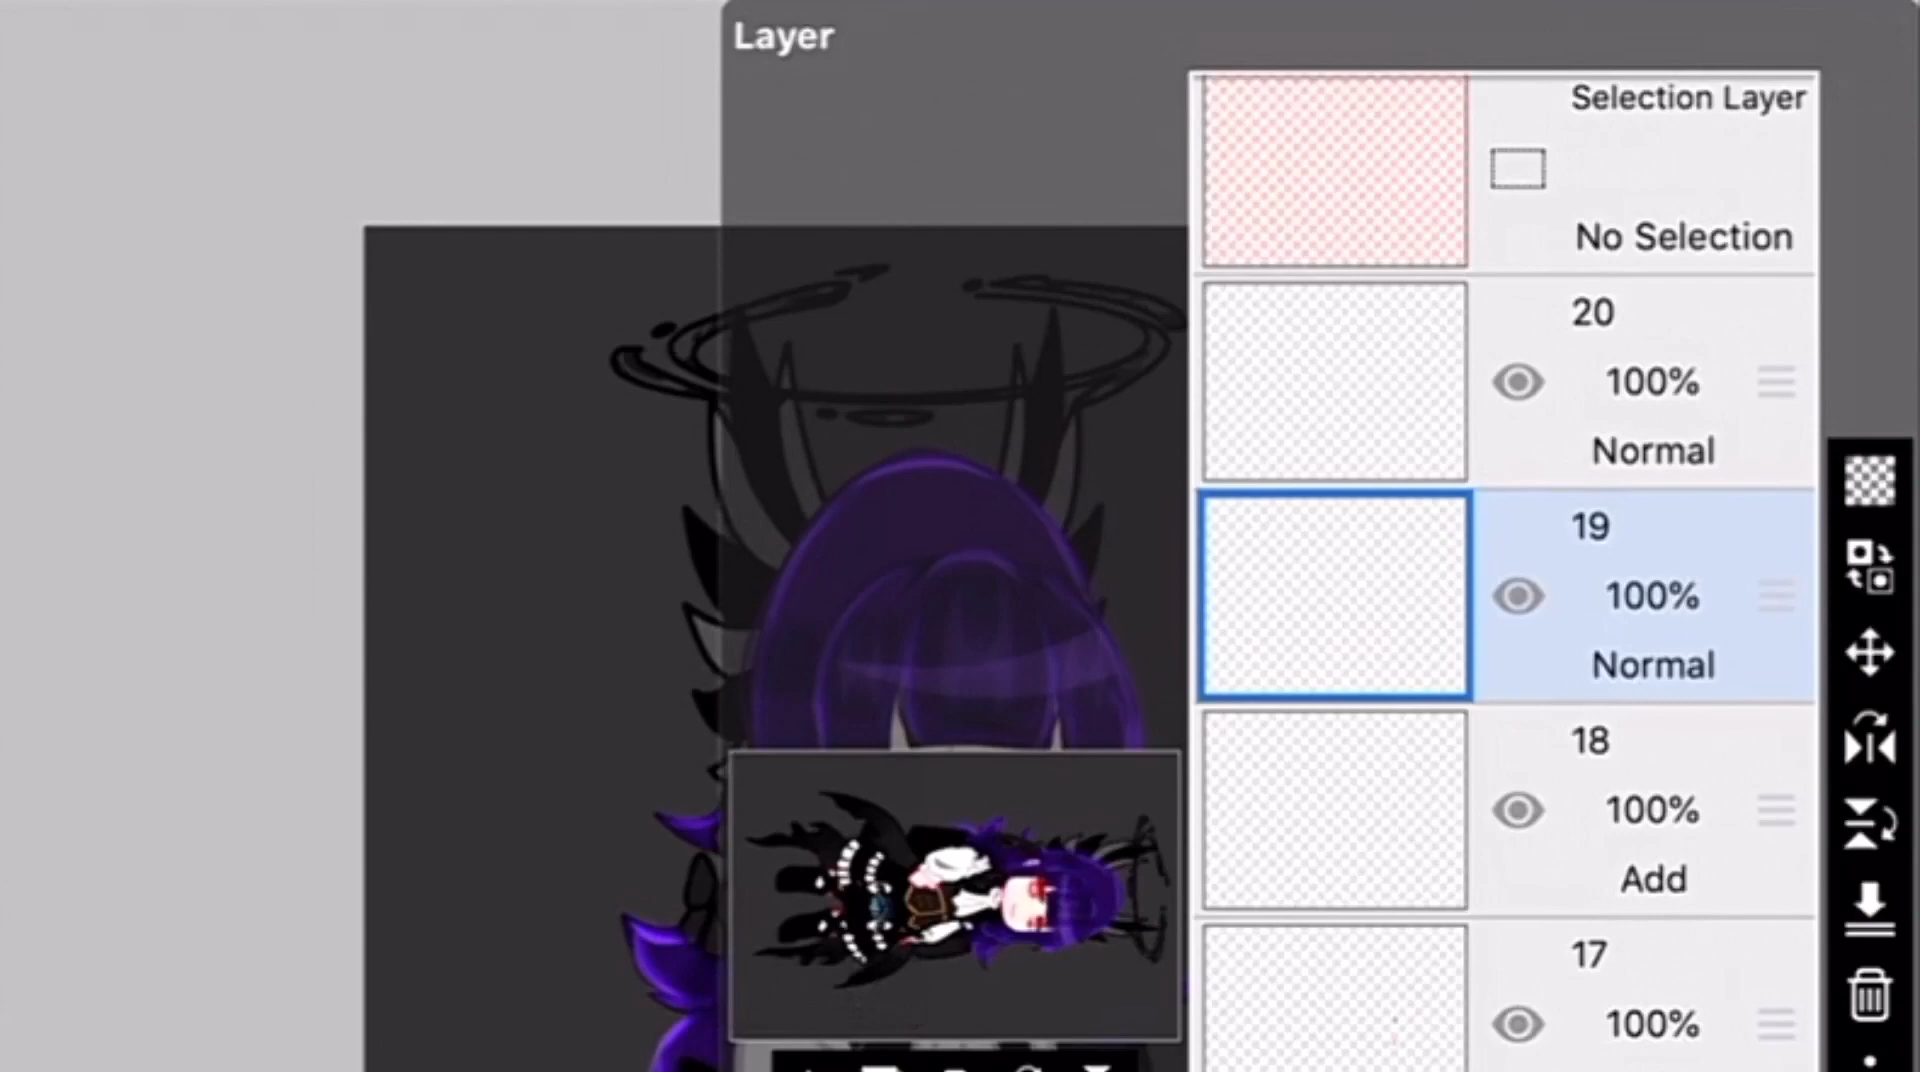 Layer
Selection Layer
No Selection
20
100%
Normal
19
100%
Normal
18
100%
Add
17
100%